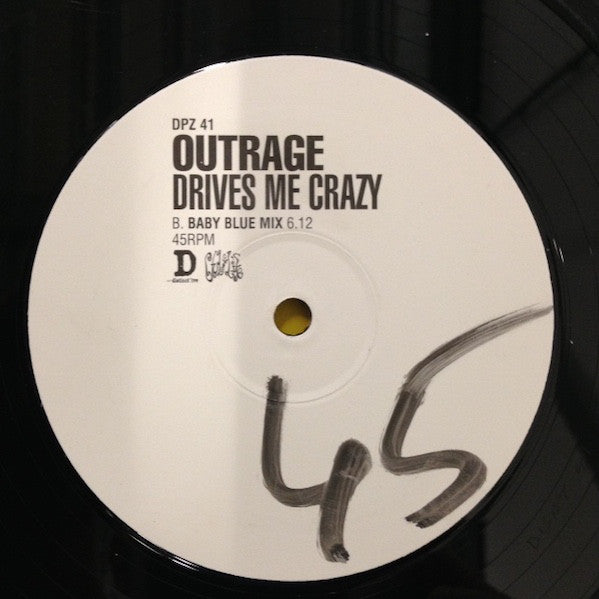 DPZ 41
OUTRAGE
DRIVES ME CRAZY
B. BABY BLUE MIX 6.12
45RPM
D
45